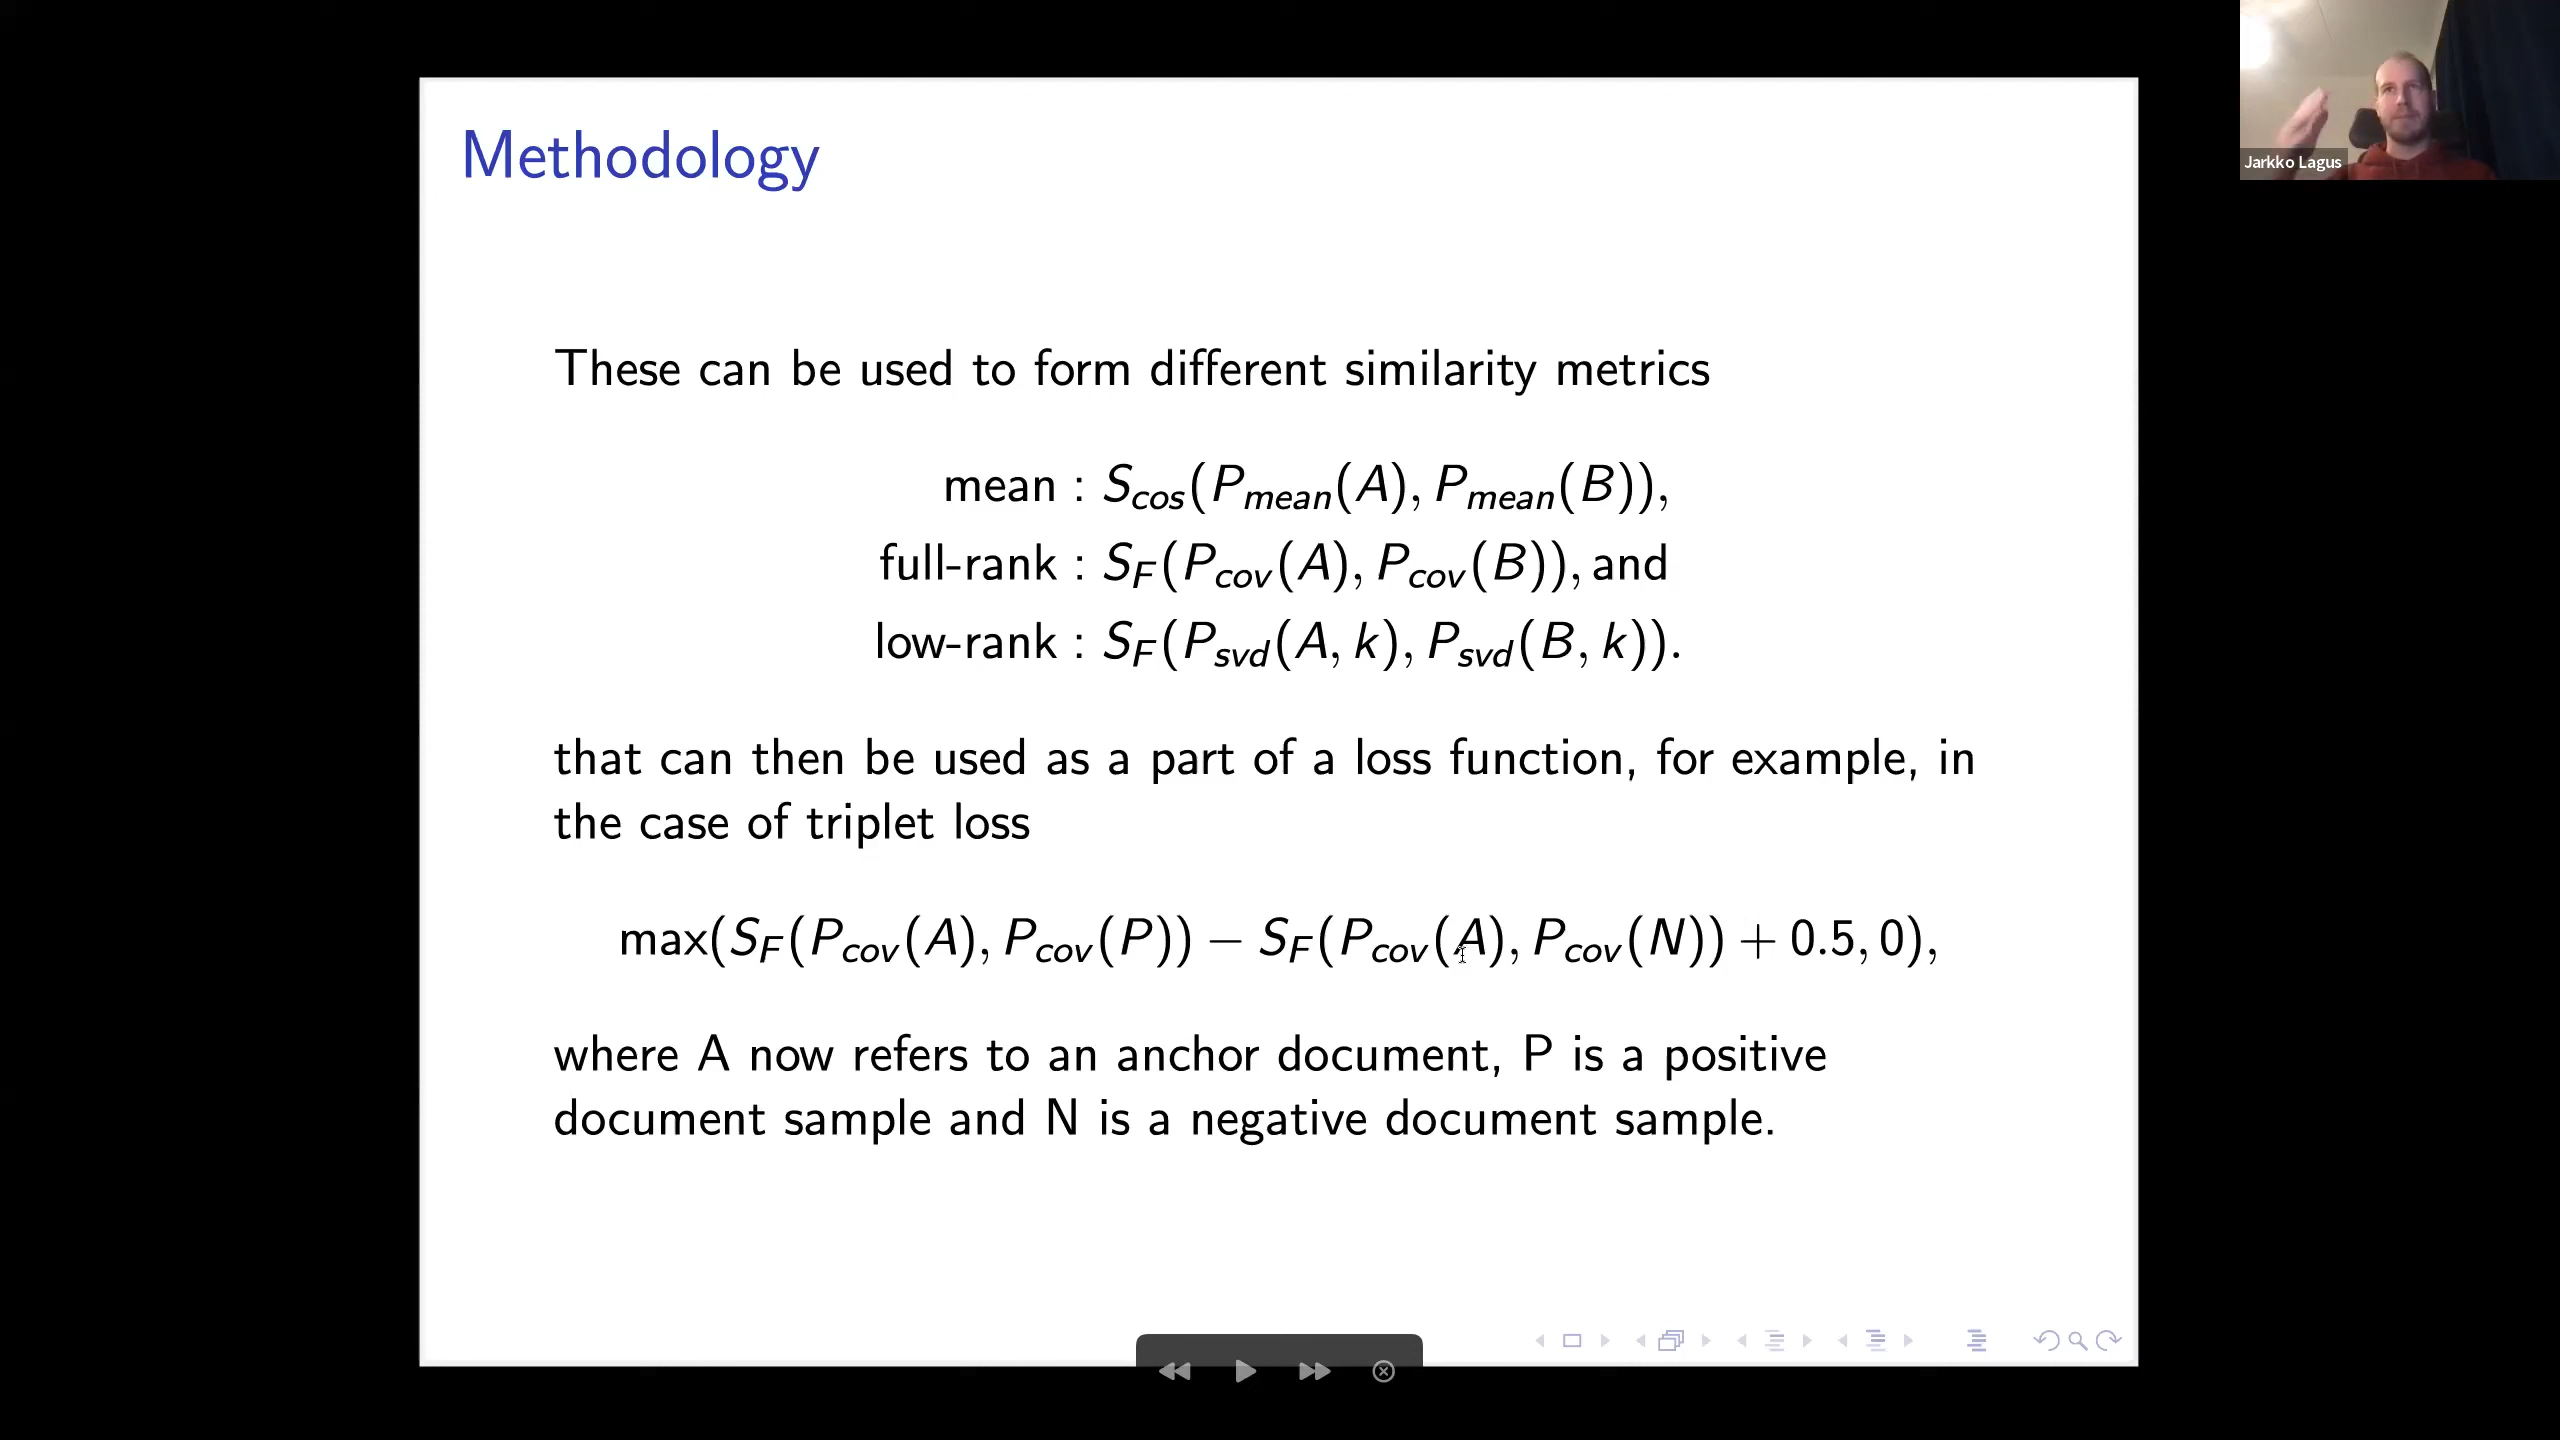 Methodology
Jarkko Lagus
These can be used to form different similarity metrics
mean : S_cos(P_mean(A), P_mean(B)),
full-rank : S_F(P_cov(A), P_cov(B)), and
low-rank : S_F(P_svd(A, k), P_svd(B, k)).
that can then be used as a part of a loss function, for example, in
the case of triplet loss
max(S_F(P_cov(A), P_cov(P)) − S_F(P_cov(A), P_cov(N)) + 0.5, 0),
where A now refers to an anchor document, P is a positive
document sample and N is a negative document sample.